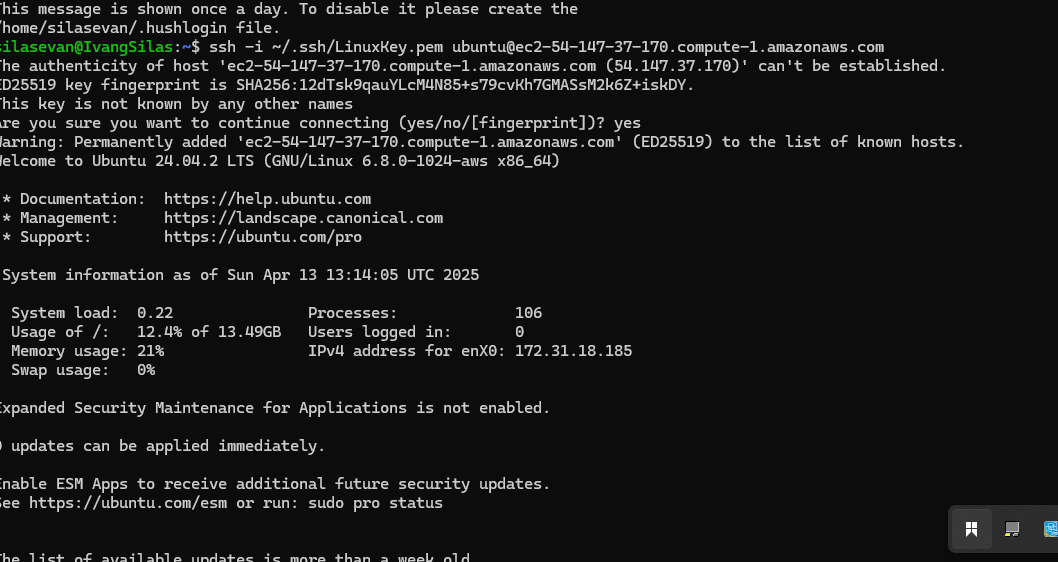 This message is shown once a day. To disable it please create the
/home/silasevan/.hushlogin file.
silasevan@IvangSilas:~$ ssh -i ~/.ssh/LinuxKey.pem ubuntu@ec2-54-147-37-170.compute-1.amazonaws.com
The authenticity of host 'ec2-54-147-37-170.compute-1.amazonaws.com (54.147.37.170)' can't be established.
ED25519 key fingerprint is SHA256:12dTsk9qauYLcM4N85+s79cvKh7GMASsM2k6Z+iskDY.
This key is not known by any other names
Are you sure you want to continue connecting (yes/no/[fingerprint])? yes
Warning: Permanently added 'ec2-54-147-37-170.compute-1.amazonaws.com' (ED25519) to the list of known hosts.
Welcome to Ubuntu 24.04.2 LTS (GNU/Linux 6.8.0-1024-aws x86_64)
* Documentation: https://help.ubuntu.com
* Management: https://landscape.canonical.com
* Support: https://ubuntu.com/pro
System information as of Sun Apr 13 13:14:05 UTC 2025
System load: 0.22 Processes: 106
Usage of /: 12.4% of 13.49GB Users logged in: 0
Memory usage: 21% IPv4 address for enX0: 172.31.18.185
Swap usage: 0%
Expanded Security Maintenance for Applications is not enabled.
0 updates can be applied immediately.
Enable ESM Apps to receive additional future security updates.
See https://ubuntu.com/esm or run: sudo pro status
The list of available updates is more than a week old